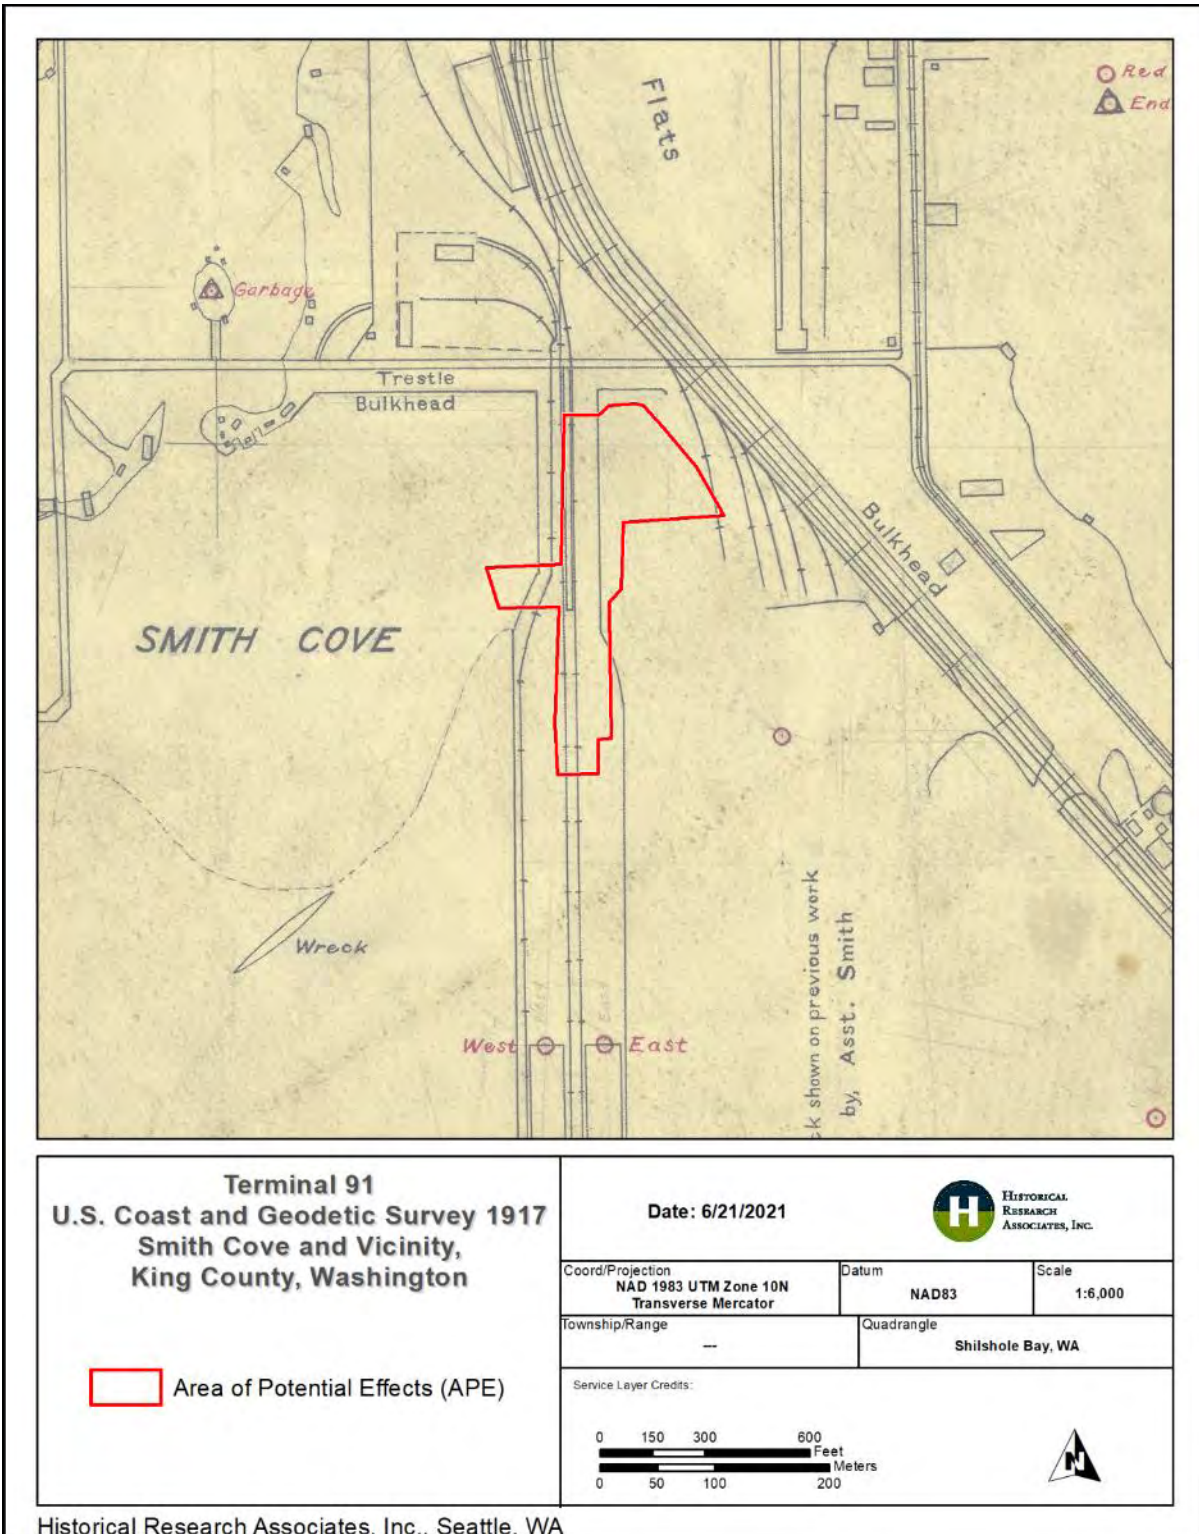 Flats
Red
End
Garbage
Trestle
Bulkhead
Bulkhead
SMITH COVE
Wreck
West
East
West
East
ck shown on previous work
by, Asst. Smith
Terminal 91
U.S. Coast and Geodetic Survey 1917
Smith Cove and Vicinity,
King County, Washington
Area of Potential Effects (APE)
Date: 6/21/2021
H
HISTORICAL
RESEARCH
ASSOCIATES, INC.
Coord/Projection
NAD 1983 UTM Zone 10N
Transverse Mercator
Datum
NAD83
Scale
1:6,000
Township/Range
---
Quadrangle
Shilshole Bay, WA
Service Layer Credits:
0 150 300 600
Feet
Meters
0 50 100 200
N
Historical Research Associates, Inc., Seattle, WA